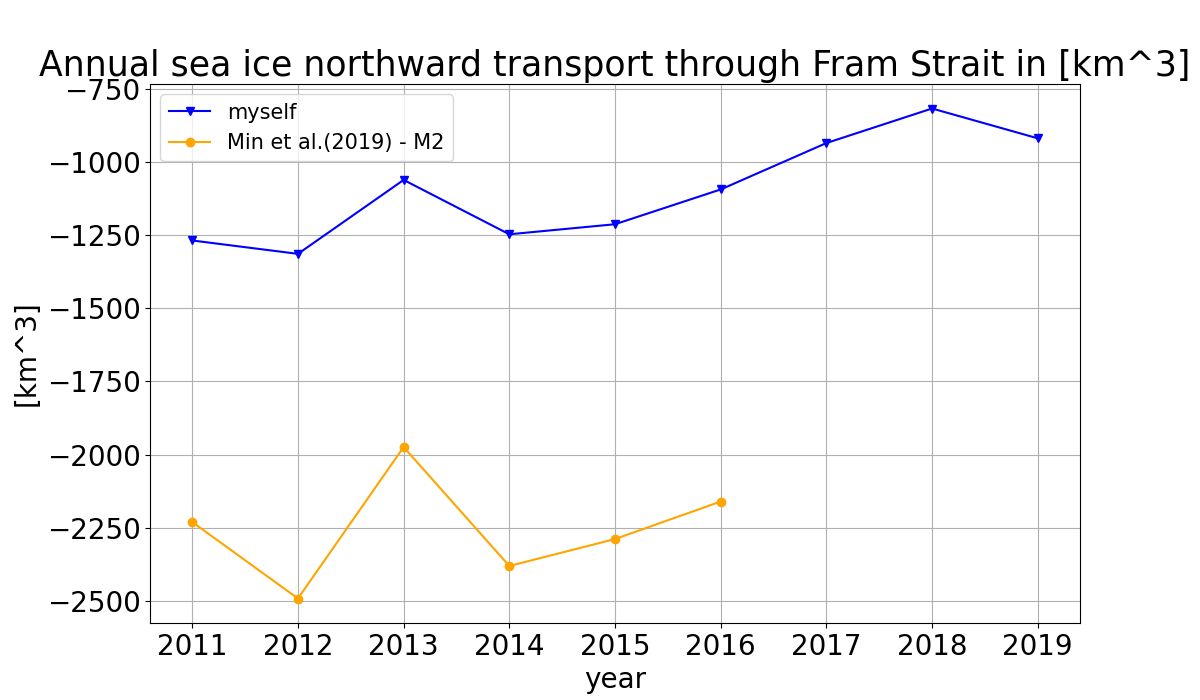 Annual sea ice northward transport through Fram Strait in [km^3]
myself
Min et al.(2019) - M2
[km^3]
−750
−1000
−1250
−1500
−1750
−2000
−2250
−2500
2011 2012 2013 2014 2015 2016 2017 2018 2019
year